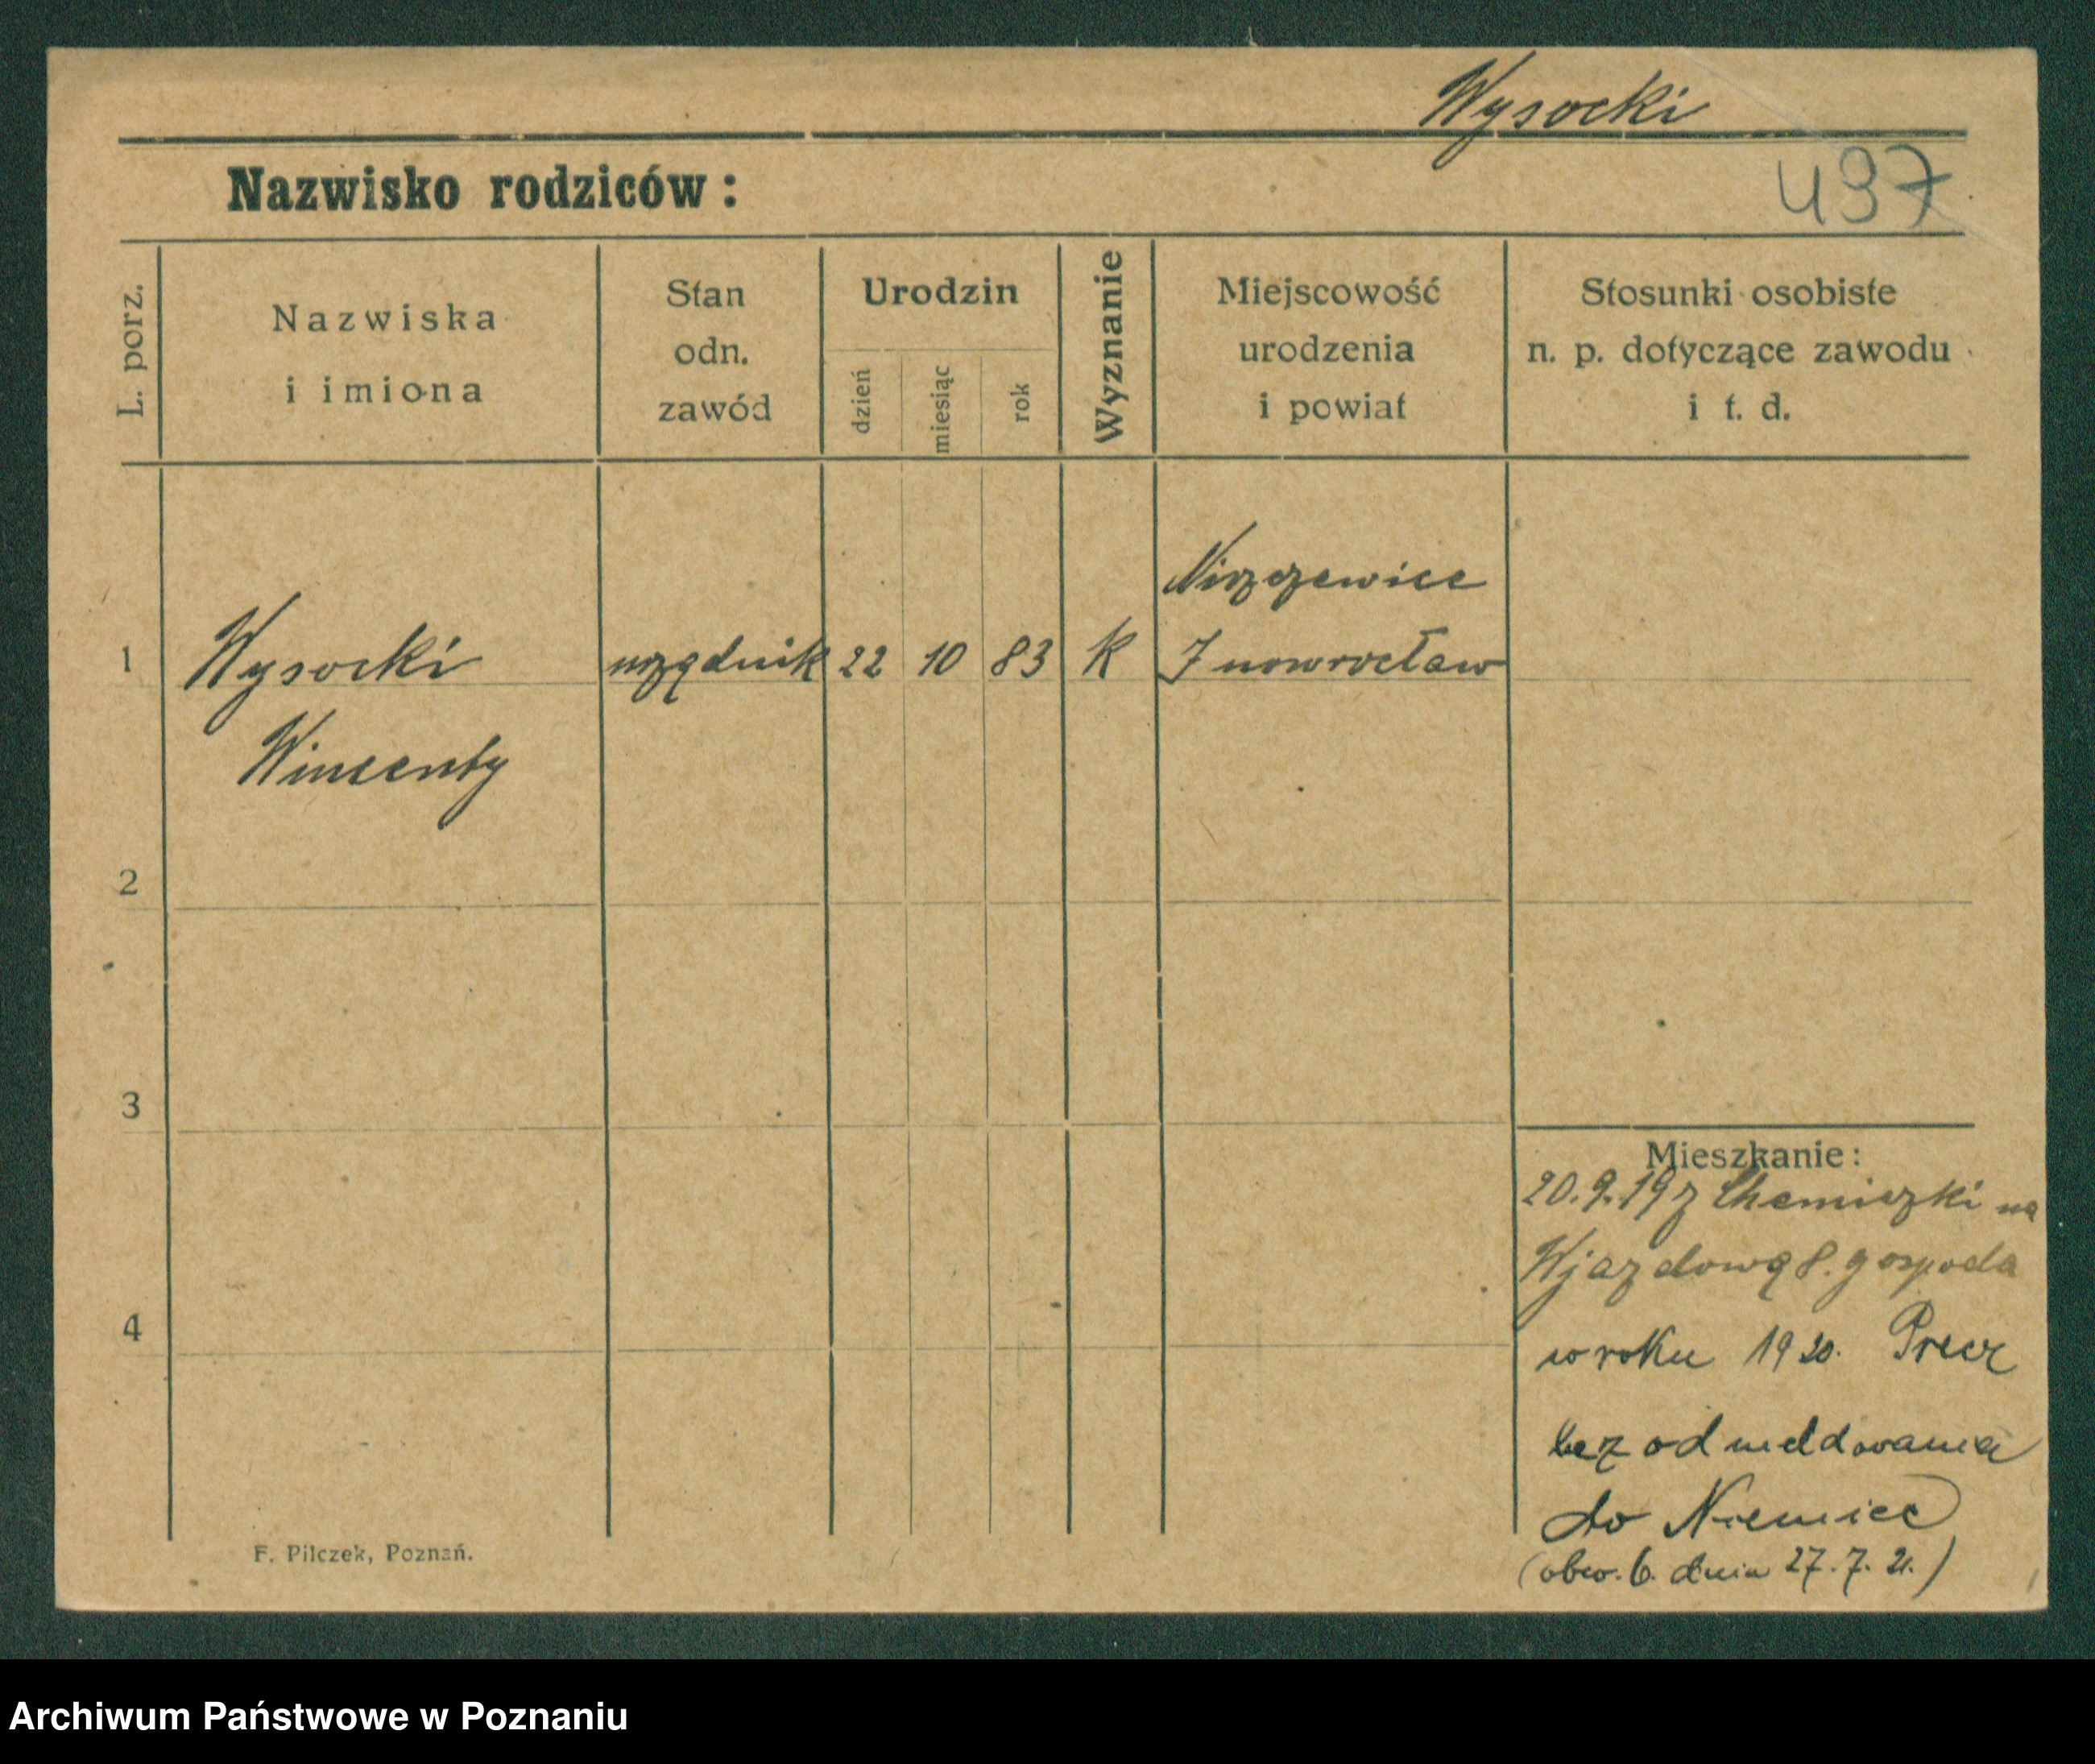 Wysocki
Nazwisko rodziców :
497
L. porz.
Nazwiska
i imiona
Stan
odn.
zawód
Urodzin
dzień
miesiąc
rok
Wyznanie
Miejscowość
urodzenia
i powiat
Stosunki osobiste
n. p. dotyczące zawodu
i t. d.
Niszczewice
1 Wysocki urzędnik 22 10 83 K Inowrocław
Wincenty
2
3
4
Mieszkanie :
20.9.19 z Chemiczki na
Wjazdową 8. gospoda
w roku 1920. Precz
bez odmeldowania
do Niemiec
(obw. 6. dnia 27. 7. 21.)
F. Pilczek, Poznań.
Archiwum Państwowe w Poznaniu